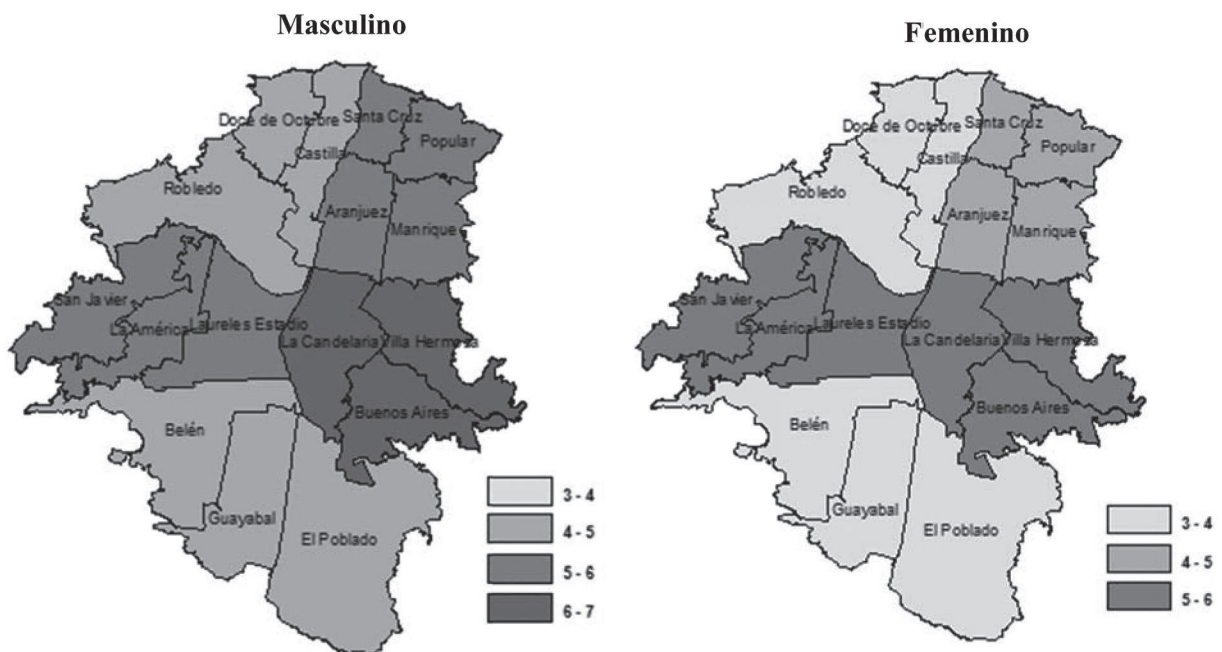 Masculino
Doce de Octubre
Santa Cruz
Popular
Castilla
Robledo
Aranjuez
Manrique
San Javier
La América
Laureles Estadio
La Candelaria
Villa Hermosa
Buenos Aires
Belén
Guayabal
El Poblado
3 - 4
4 - 5
5 - 6
6 - 7
Femenino
Doce de Octubre
Santa Cruz
Popular
Castilla
Robledo
Aranjuez
Manrique
San Javier
La América
Laureles Estadio
La Candelaria
Villa Hermosa
Buenos Aires
Belén
Guayabal
El Poblado
3 - 4
4 - 5
5 - 6